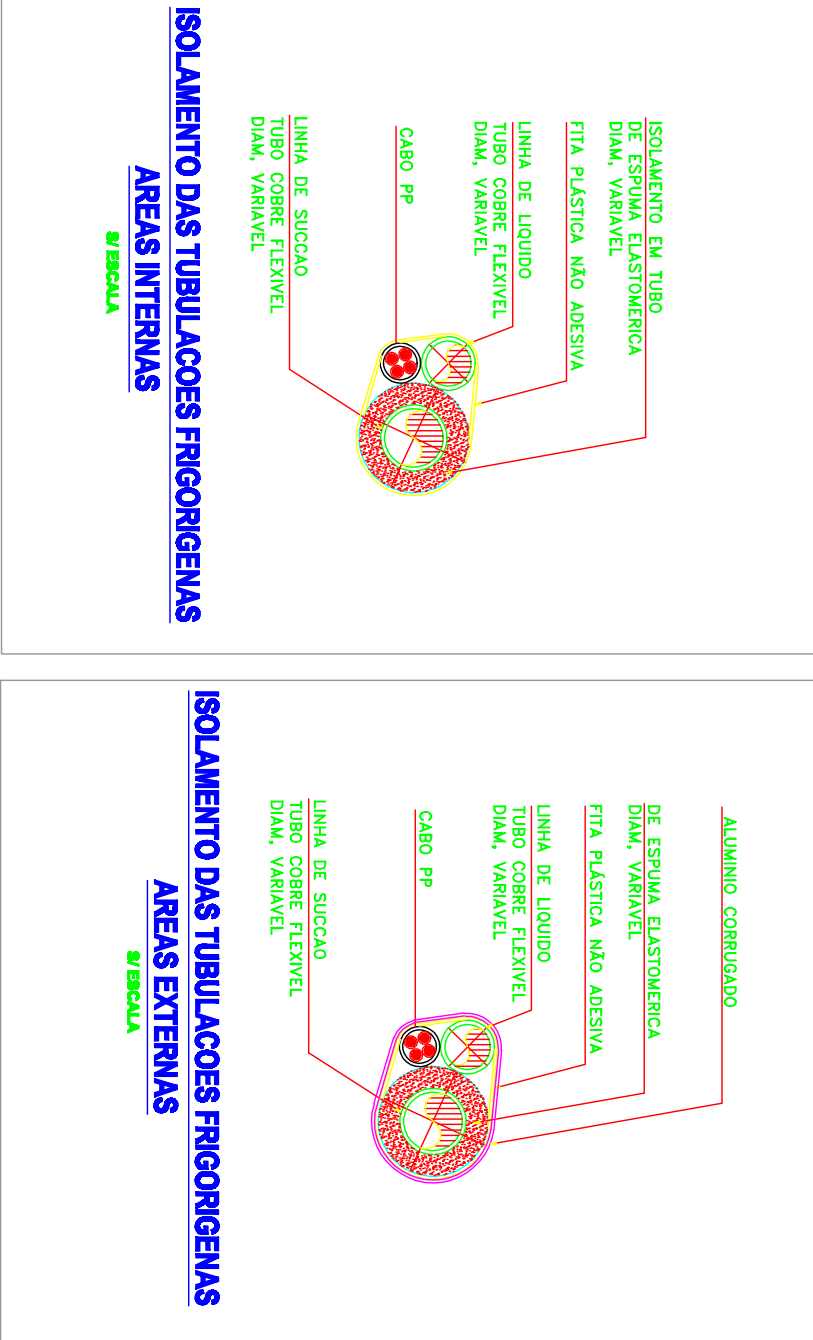 ISOLAMENTO EM TUBO
DE ESPUMA ELASTOMERICA
DIAM, VARIAVEL
FITA PLÁSTICA NÃO ADESIVA
LINHA DE LIQUIDO
TUBO COBRE FLEXIVEL
DIAM, VARIAVEL
CABO PP
LINHA DE SUCCAO
TUBO COBRE FLEXIVEL
DIAM, VARIAVEL
ISOLAMENTO DAS TUBULACOES FRIGORIGENAS
AREAS INTERNAS
S/ ESCALA
ALUMINIO CORRUGADO
DE ESPUMA ELASTOMERICA
DIAM, VARIAVEL
FITA PLÁSTICA NÃO ADESIVA
LINHA DE LIQUIDO
TUBO COBRE FLEXIVEL
DIAM, VARIAVEL
CABO PP
LINHA DE SUCCAO
TUBO COBRE FLEXIVEL
DIAM, VARIAVEL
ISOLAMENTO DAS TUBULACOES FRIGORIGENAS
AREAS EXTERNAS
S/ ESCALA